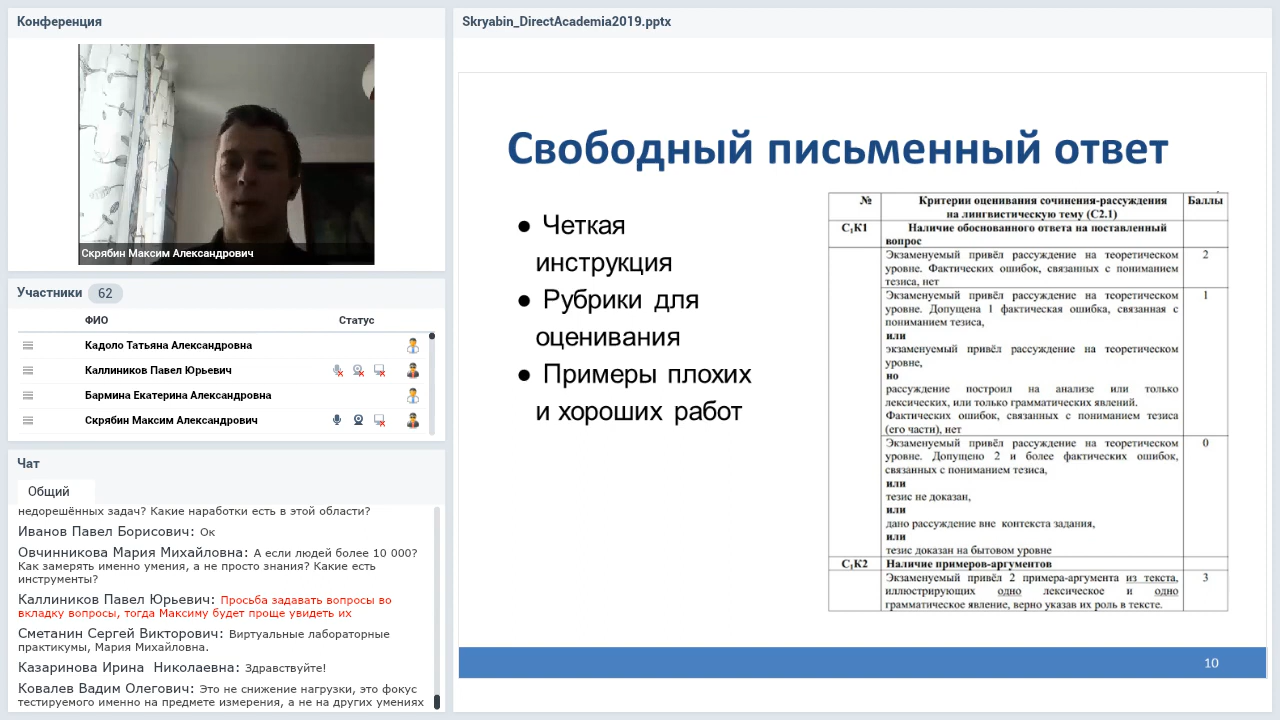 Конференция
Скрябин Максим Александрович
Участники 62
ФИО Статус
Кадоло Татьяна Александровна
Каллиников Павел Юрьевич
Бармина Екатерина Александровна
Скрябин Максим Александрович
Чат
Общий
недорешённых задач? Какие наработки есть в этой области?
Иванов Павел Борисович: Ок
Овчинникова Мария Михайловна: А если людей более 10 000?
Как замерять именно умения, а не просто знания? Какие есть
инструменты?
Каллиников Павел Юрьевич: Просьба задавать вопросы во
вкладку вопросы, тогда Максиму будет проще увидеть их
Сметанин Сергей Викторович: Виртуальные лабораторные
практикумы, Мария Михайловна.
Казаринова Ирина  Николаевна: Здравствуйте!
Ковалев Вадим Олегович: Это не снижение нагрузки, это фокус
тестируемого именно на предмете измерения, а не на других умениях
Skryabin_DirectAcademia2019.pptx
Свободный письменный ответ
● Четкая
инструкция
● Рубрики для
оценивания
● Примеры плохих
и хороших работ
№ Критерии оценивания сочинения-рассуждения Баллы
на лингвистическую тему (С2.1)
С₁К1 Наличие обоснованного ответа на поставленный
вопрос
Экзаменуемый привёл рассуждение на теоретическом 2
уровне. Фактических ошибок, связанных с пониманием
тезиса, нет
Экзаменуемый привёл рассуждение на теоретическом 1
уровне. Допущена 1 фактическая ошибка, связанная с
пониманием тезиса,
или
экзаменуемый привёл рассуждение на теоретическом
уровне,
но
рассуждение построил на анализе или только
лексических, или только грамматических явлений.
Фактических ошибок, связанных с пониманием тезиса
(его части), нет
Экзаменуемый привёл рассуждение на теоретическом 0
уровне. Допущено 2 и более фактических ошибок,
связанных с пониманием тезиса,
или
тезис не доказан,
или
дано рассуждение вне контекста задания,
или
тезис доказан на бытовом уровне
С₁К2 Наличие примеров-аргументов
Экзаменуемый привёл 2 примера-аргумента из текста, 3
иллюстрирующих одно лексическое и одно
грамматическое явление, верно указав их роль в тексте.
10